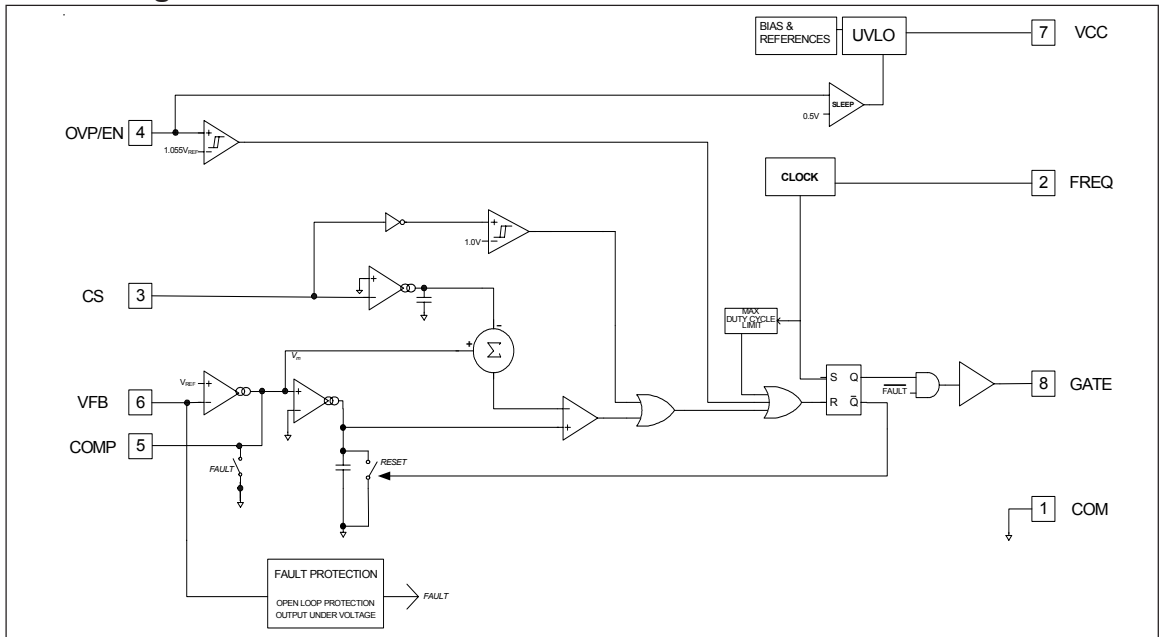 BIAS &
REFERENCES
UVLO
7
VCC
SLEEP
0.5V
OVP/EN
4
+
-
1.055VREF
CLOCK
2
FREQ
+
-
1.0V
CS
3
+
-
-
+
Σ
MAX
DUTY CYCLE
LIMIT
Vm
VREF
+
-
+
-
VFB
6
-
+
S
Q
R
Q̅
F̅A̅U̅L̅T̅
8
GATE
COMP
5
FAULT
RESET
1
COM
FAULT PROTECTION
OPEN LOOP PROTECTION
OUTPUT UNDER VOLTAGE
FAULT